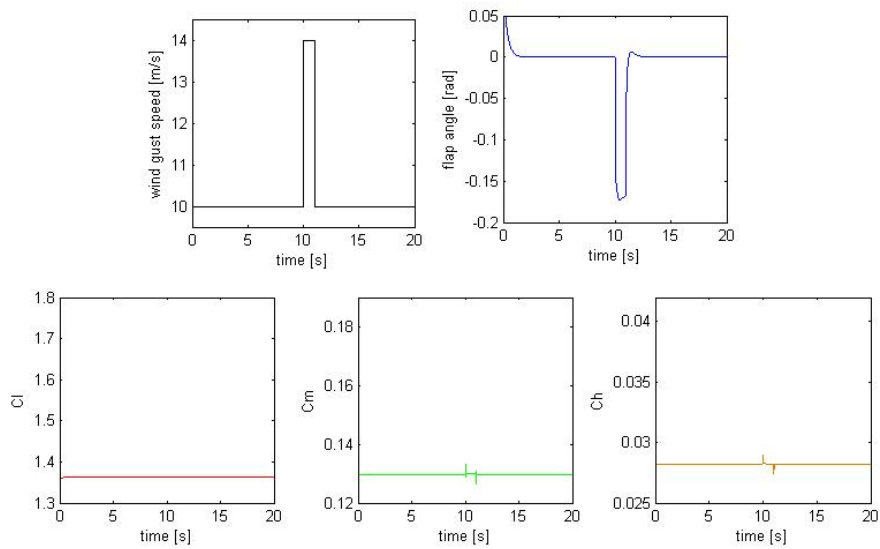 wind gust speed [m/s]
14
13
12
11
10
0 5 10 15 20
time [s]
flap angle [rad]
0.05
0
-0.05
-0.1
-0.15
-0.2
0 5 10 15 20
time [s]
Cl
1.8
1.7
1.6
1.5
1.4
1.3
0 5 10 15 20
time [s]
Cm
0.18
0.16
0.14
0.12
0 5 10 15 20
time [s]
Ch
0.04
0.035
0.03
0.025
0 5 10 15 20
time [s]